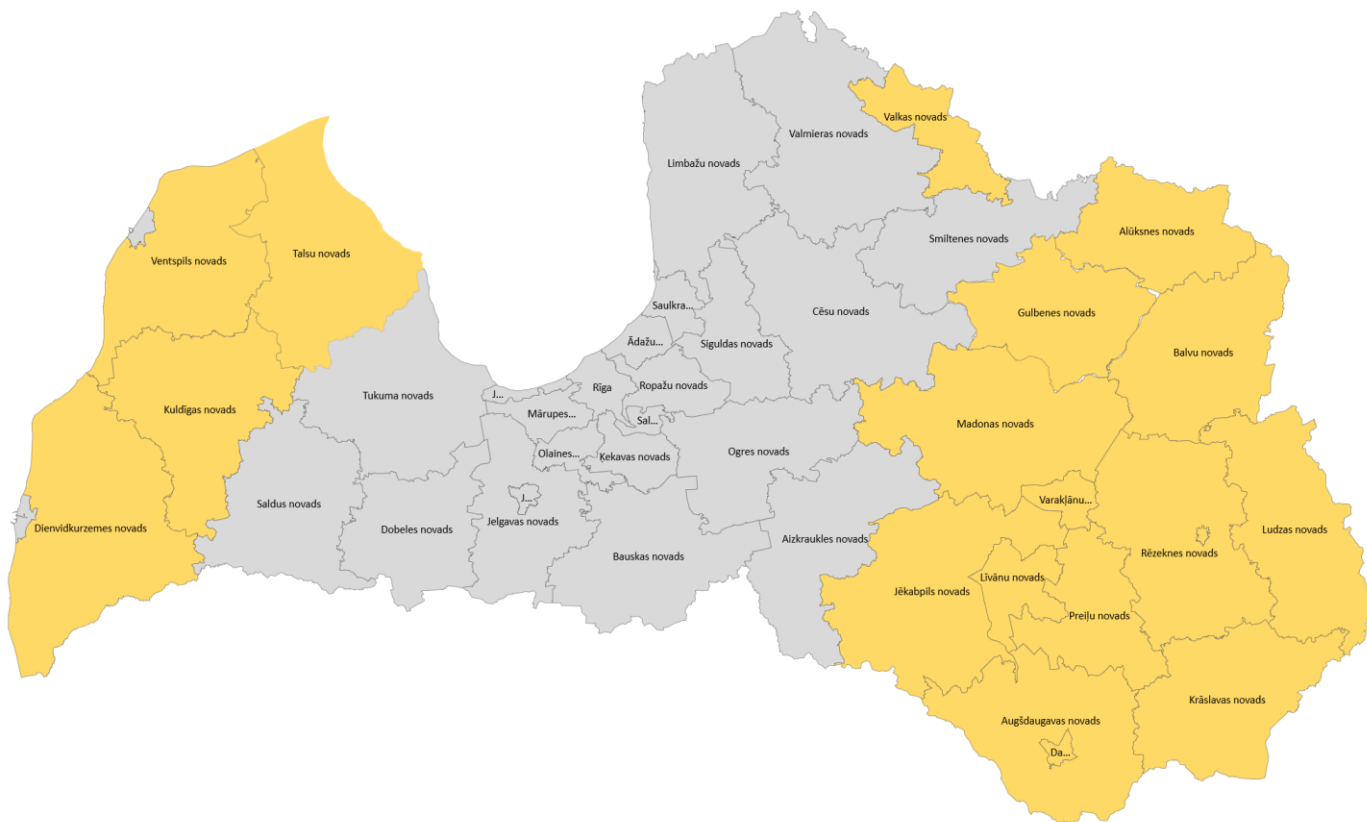 Valkas novads
Valmieras novads
Limbažu novads
Alūksnes novads
Smiltenes novads
Talsu novads
Ventspils novads
Saulkra...
Cēsu novads
Gulbenes novads
Ādažu...
Siguldas novads
Balvu novads
Rīga
Ropažu novads
J...
Tukuma novads
Kuldīgas novads
Mārupes...
Sal...
Madonas novads
Olaines...
Ķekavas novads
Ogres novads
J...
Varakļānu...
Saldus novads
Jelgavas novads
Dienvidkurzemes novads
Dobeles novads
Ludzas novads
Aizkraukles novads
Bauskas novads
Rēzeknes novads
Līvānu novads
Jēkabpils novads
Preiļu novads
Krāslavas novads
Augšdaugavas novads
Da...